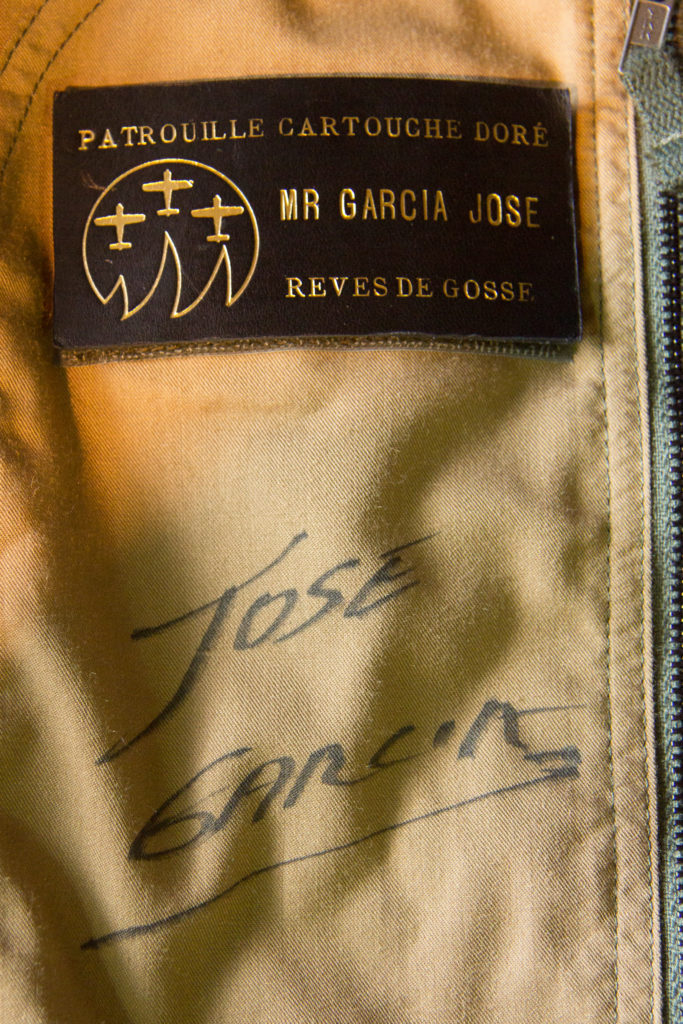 PATROUILLE CARTOUCHE DORÉ
MR GARCIA JOSE
REVES DE GOSSE
JOSÉ
GARCIA